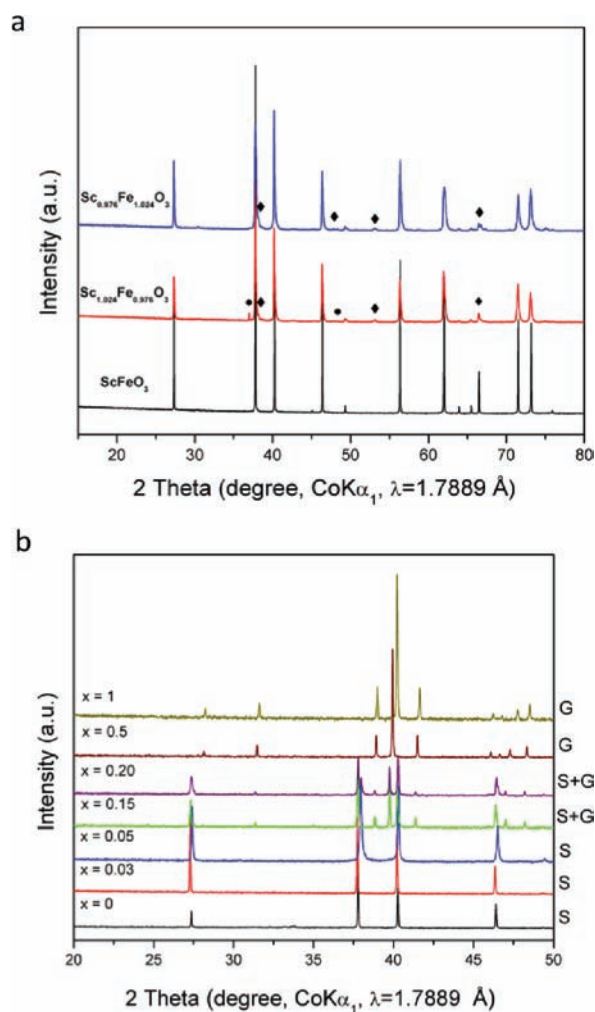 a
Intensity (a.u.)
Sc0.976Fe1.024O3
Sc1.024Fe0.976O3
ScFeO3
20 30 40 50 60 70 80
2 Theta (degree, CoKα1, λ=1.7889 Å)
b
Intensity (a.u.)
x = 1 G
x = 0.5 G
x = 0.20 S+G
x = 0.15 S+G
x = 0.05 S
x = 0.03 S
x = 0 S
20 25 30 35 40 45 50
2 Theta (degree, CoKα1, λ=1.7889 Å)